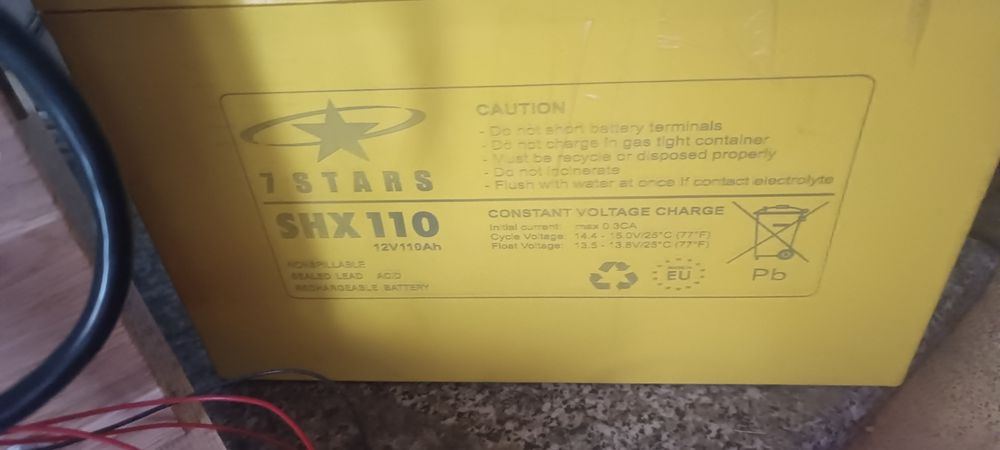 7 STARS
SHX 110
12V110Ah
NONSPILLABLE
SEALED LEAD ACID
RECHARGEABLE BATTERY
CAUTION
- Do not short battery terminals
- Do not charge in gas tight container
- Must be recycle or disposed properly
- Do not incinerate
- Flush with water at once if contact electrolyte
CONSTANT VOLTAGE CHARGE
Initial current: max 0.3CA
Cycle Voltage: 14.4 - 15.0V/25°C (77°F)
Float Voltage: 13.5 - 13.8V/25°C (77°F)
EU
Pb